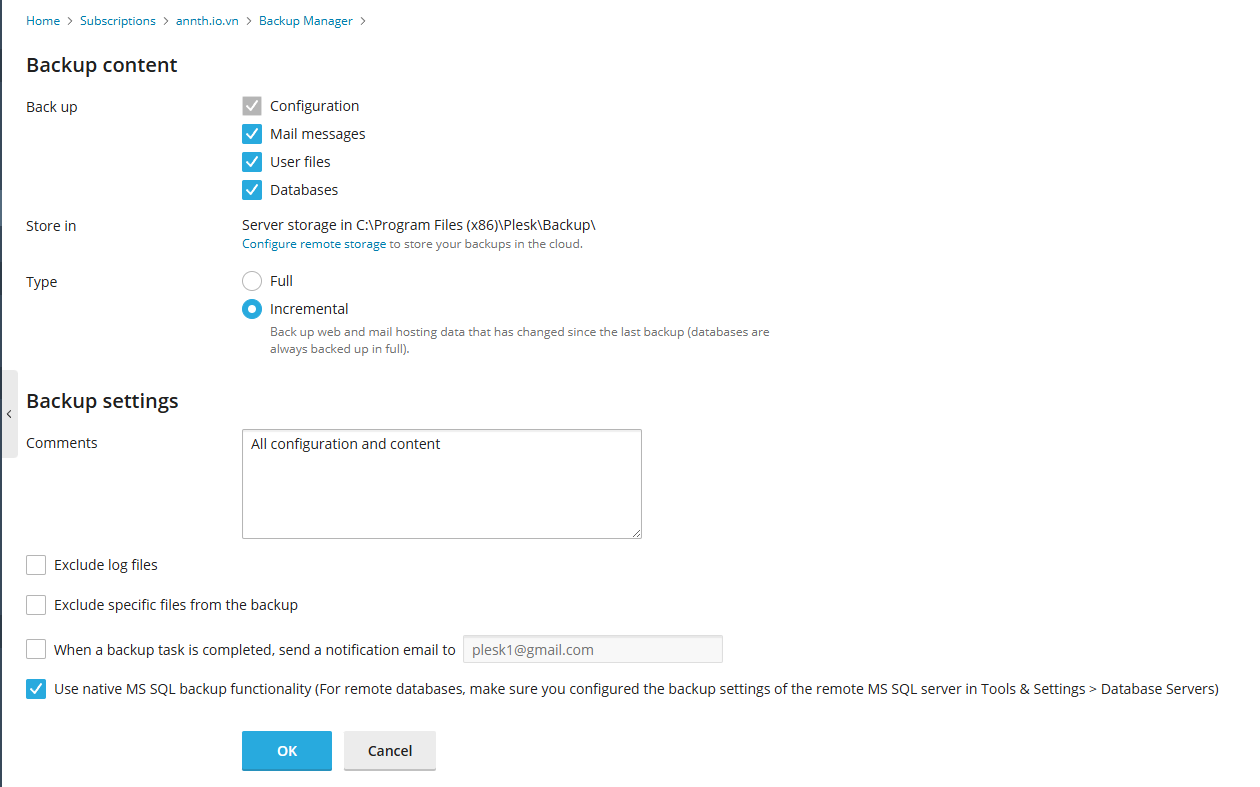 Home > Subscriptions > annth.io.vn > Backup Manager >
Backup content
Back up
Configuration
Mail messages
User files
Databases
Store in
Server storage in C:\Program Files (x86)\Plesk\Backup\
Configure remote storage to store your backups in the cloud.
Type
Full
Incremental
Back up web and mail hosting data that has changed since the last backup (databases are
always backed up in full).
Backup settings
Comments
All configuration and content
Exclude log files
Exclude specific files from the backup
When a backup task is completed, send a notification email to plesk1@gmail.com
Use native MS SQL backup functionality (For remote databases, make sure you configured the backup settings of the remote MS SQL server in Tools & Settings > Database Servers)
OK Cancel